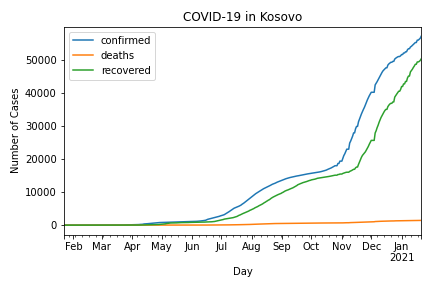 COVID-19 in Kosovo
confirmed
deaths
recovered
Number of Cases
50000
40000
30000
20000
10000
0
Feb Mar Apr May Jun Jul Aug Sep Oct Nov Dec Jan
2021
Day